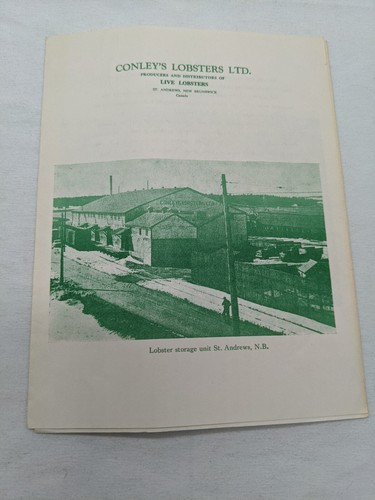 CONLEY'S LOBSTERS LTD.
PRODUCERS AND DISTRIBUTORS OF
LIVE LOBSTERS
ST. ANDREWS, NEW BRUNSWICK
Canada
Lobster storage unit St. Andrews, N.B.